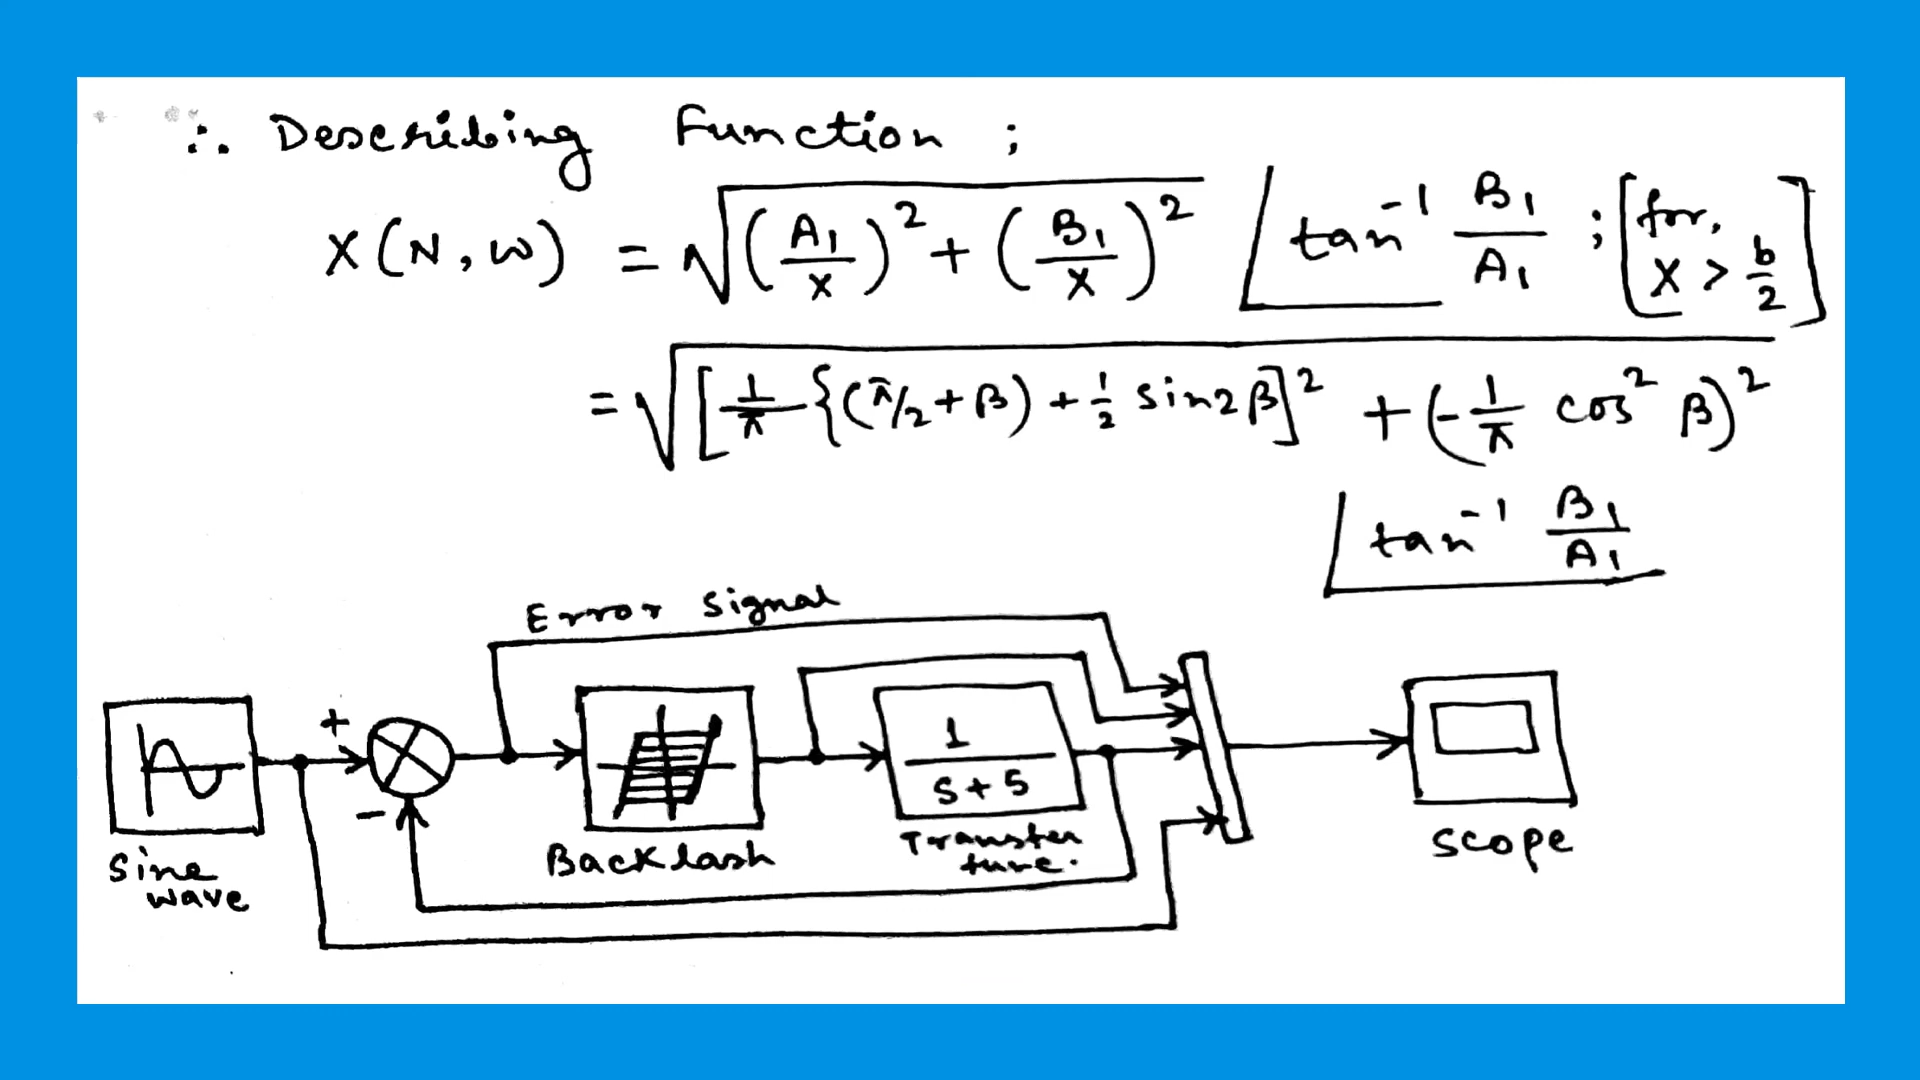 ∴ Describing Function ;
X(N, ω) = √((A₁/X)² + (B₁/X)²) ∠tan⁻¹ B₁/A₁ ; [for, X > b/2]
= √([1/π {(π/2 + β) + 1/2 sin2β]² + (-1/π cos² β)²
∠tan⁻¹ B₁/A₁
Error signal
+
-
1/(s+5)
Sine
wave
Backlash
Transfer
func.
scope